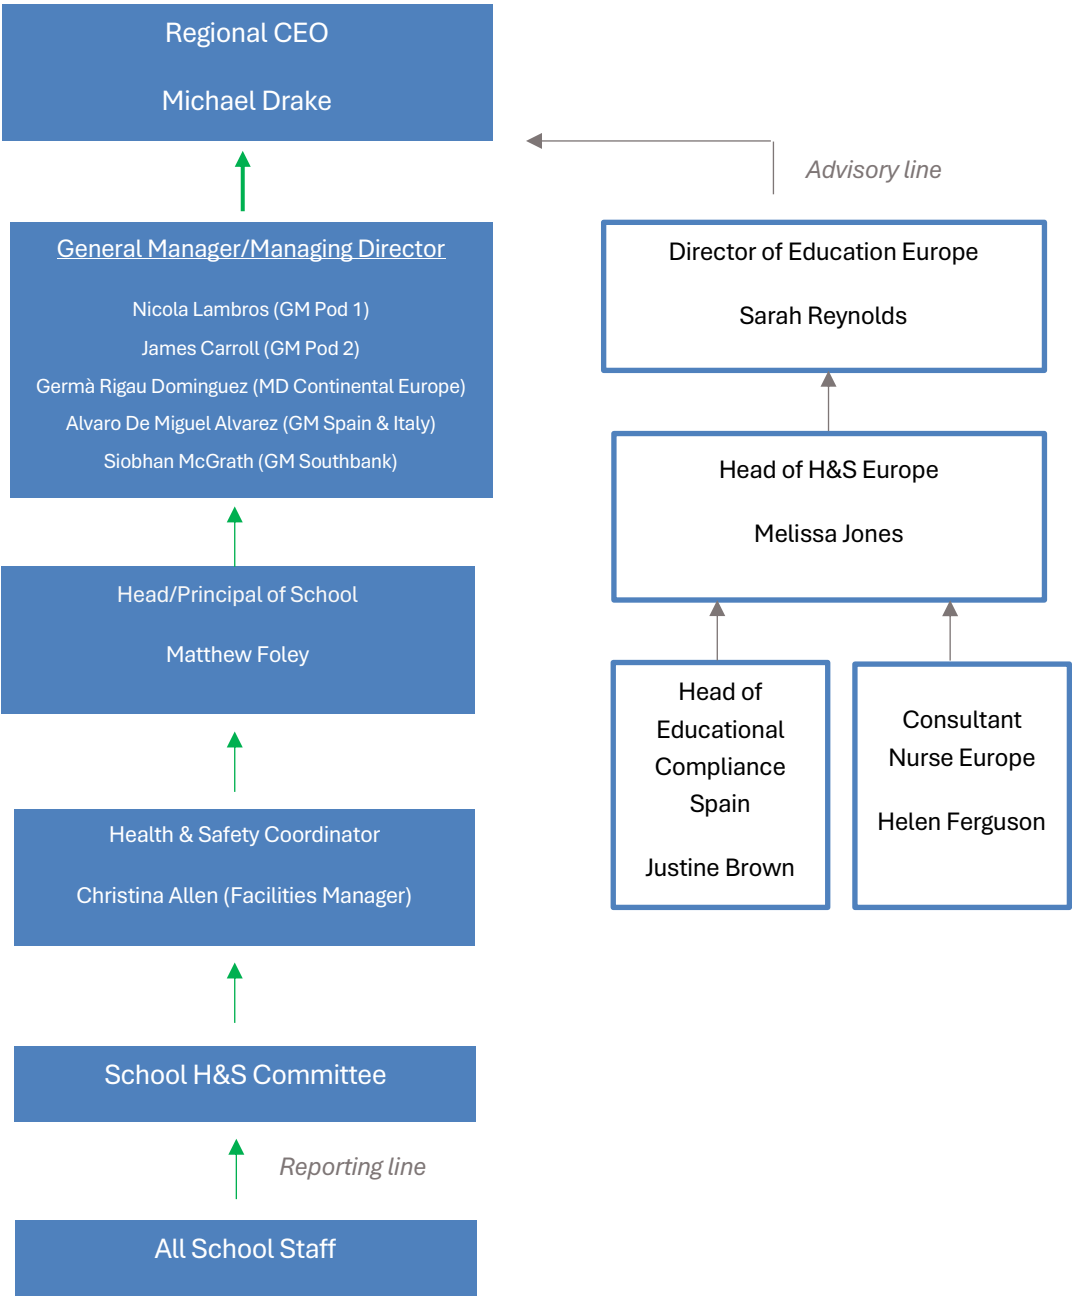 Regional CEO
Michael Drake
Advisory line
General Manager/Managing Director
Nicola Lambros (GM Pod 1)
James Carroll (GM Pod 2)
Germà Rigau Dominguez (MD Continental Europe)
Alvaro De Miguel Alvarez (GM Spain & Italy)
Siobhan McGrath (GM Southbank)
Director of Education Europe
Sarah Reynolds
Head of H&S Europe
Melissa Jones
Head/Principal of School
Matthew Foley
Head of
Educational
Compliance
Spain
Justine Brown
Consultant
Nurse Europe
Helen Ferguson
Health & Safety Coordinator
Christina Allen (Facilities Manager)
School H&S Committee
Reporting line
All School Staff